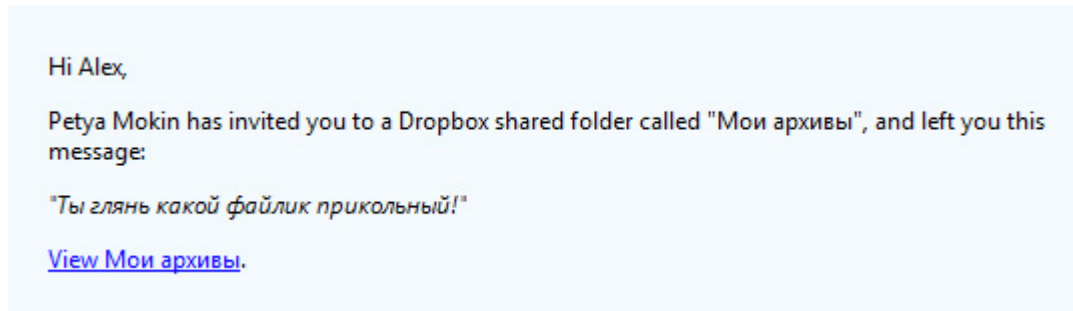 Hi Alex,
Petya Mokin has invited you to a Dropbox shared folder called "Мои архивы", and left you this
message:
"Ты глянь какой файлик прикольный!"
View Мои архивы.